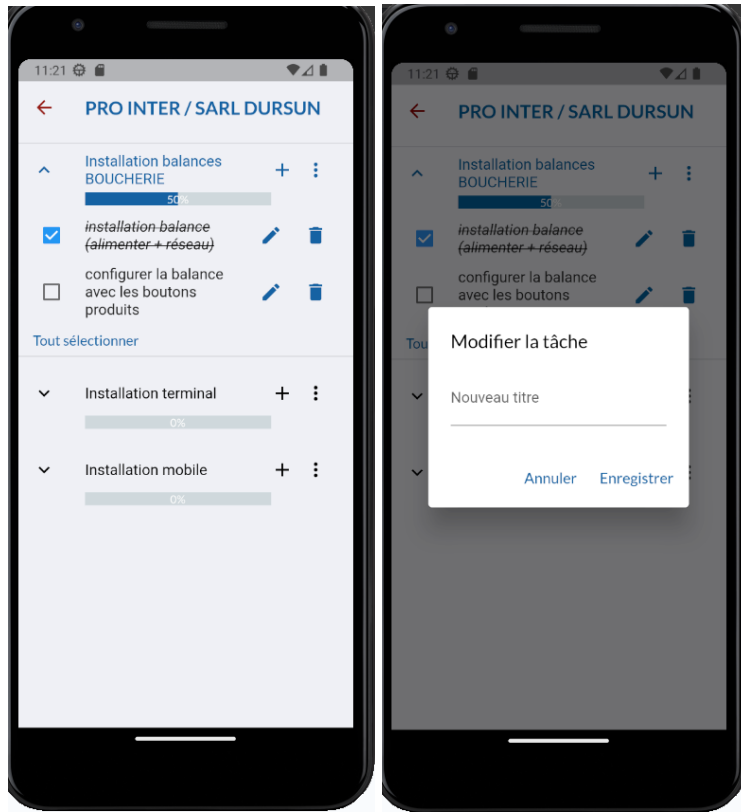 11:21
PRO INTER / SARL DURSUN
Installation balances
BOUCHERIE
50%
installation balance
(alimenter + réseau)
configurer la balance
avec les boutons
produits
Tout sélectionner
Installation terminal
0%
Installation mobile
0%
11:21
PRO INTER / SARL DURSUN
Installation balances
BOUCHERIE
50%
installation balance
(alimenter + réseau)
configurer la balance
avec les boutons
Tou
Modifier la tâche
Nouveau titre
Annuler Enregistrer